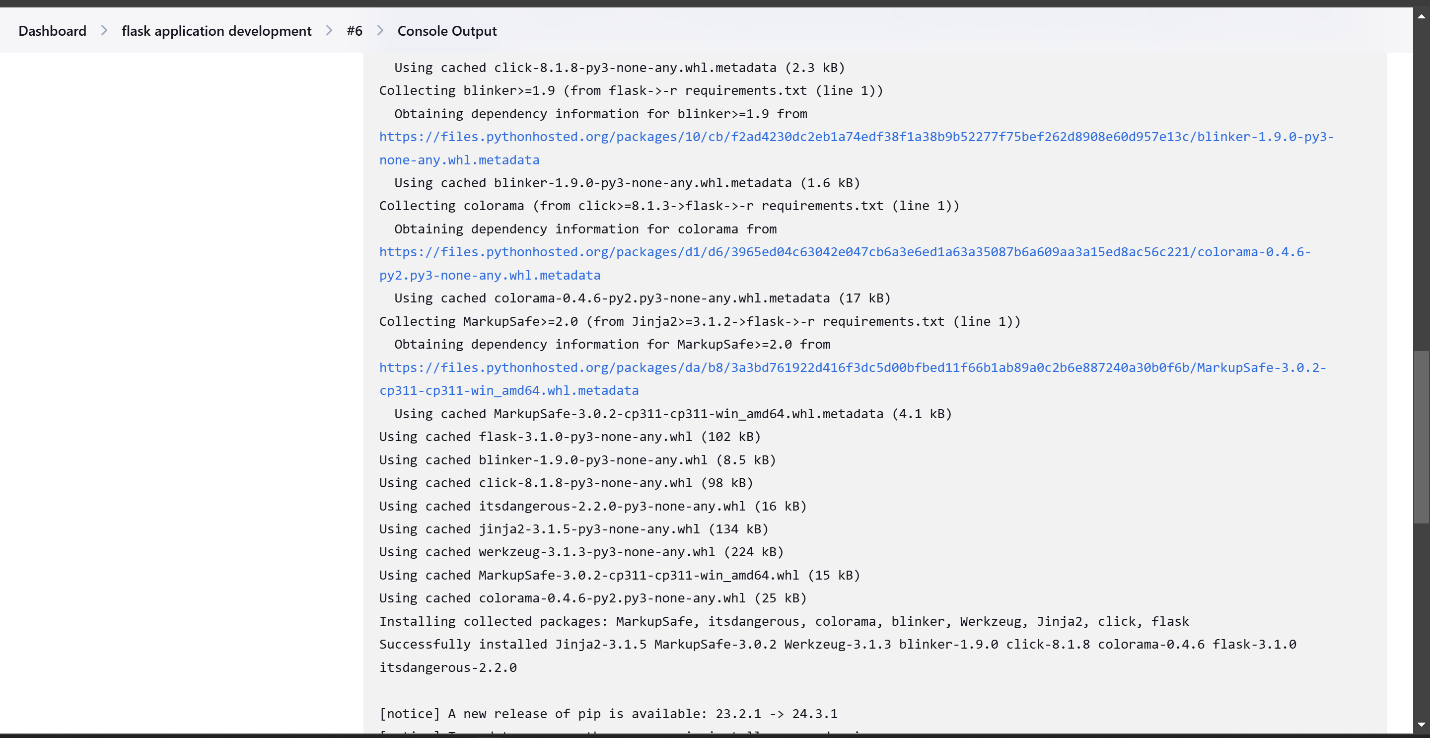 Dashboard > flask application development > #6 > Console Output
Using cached click-8.1.8-py3-none-any.whl.metadata (2.3 kB)
Collecting blinker>=1.9 (from flask->-r requirements.txt (line 1))
Obtaining dependency information for blinker>=1.9 from
https://files.pythonhosted.org/packages/10/cb/f2ad4230dc2eb1a74edf38f1a38b9b52277f75bef262d8908e60d957e13c/blinker-1.9.0-py3-
none-any.whl.metadata
Using cached blinker-1.9.0-py3-none-any.whl.metadata (1.6 kB)
Collecting colorama (from click>=8.1.3->flask->-r requirements.txt (line 1))
Obtaining dependency information for colorama from
https://files.pythonhosted.org/packages/d1/d6/3965ed04c63042e047cb6a3e6ed1a63a35087b6a609aa3a15ed8ac56c221/colorama-0.4.6-
py2.py3-none-any.whl.metadata
Using cached colorama-0.4.6-py2.py3-none-any.whl.metadata (17 kB)
Collecting MarkupSafe>=2.0 (from Jinja2>=3.1.2->flask->-r requirements.txt (line 1))
Obtaining dependency information for MarkupSafe>=2.0 from
https://files.pythonhosted.org/packages/da/b8/3a3bd761922d416f3dc5d00bfbed11f66b1ab89a0c2b6e887240a30b0f6b/MarkupSafe-3.0.2-
cp311-cp311-win_amd64.whl.metadata
Using cached MarkupSafe-3.0.2-cp311-cp311-win_amd64.whl.metadata (4.1 kB)
Using cached flask-3.1.0-py3-none-any.whl (102 kB)
Using cached blinker-1.9.0-py3-none-any.whl (8.5 kB)
Using cached click-8.1.8-py3-none-any.whl (98 kB)
Using cached itsdangerous-2.2.0-py3-none-any.whl (16 kB)
Using cached jinja2-3.1.5-py3-none-any.whl (134 kB)
Using cached werkzeug-3.1.3-py3-none-any.whl (224 kB)
Using cached MarkupSafe-3.0.2-cp311-cp311-win_amd64.whl (15 kB)
Using cached colorama-0.4.6-py2.py3-none-any.whl (25 kB)
Installing collected packages: MarkupSafe, itsdangerous, colorama, blinker, Werkzeug, Jinja2, click, flask
Successfully installed Jinja2-3.1.5 MarkupSafe-3.0.2 Werkzeug-3.1.3 blinker-1.9.0 click-8.1.8 colorama-0.4.6 flask-3.1.0
itsdangerous-2.2.0
[notice] A new release of pip is available: 23.2.1 -> 24.3.1